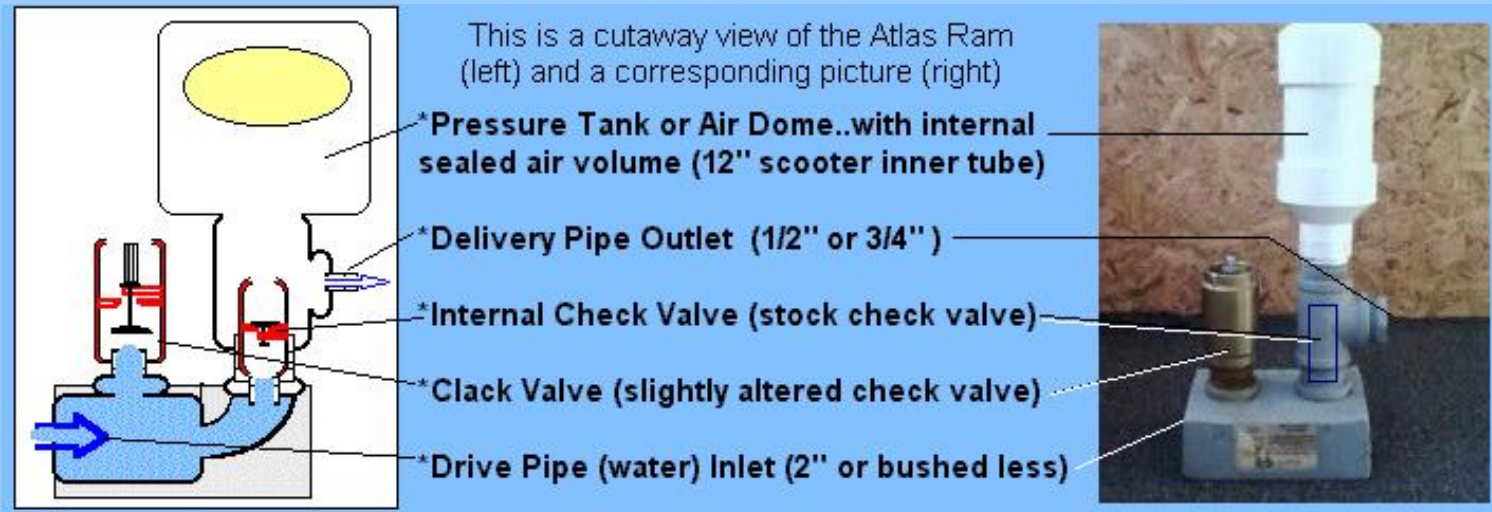 This is a cutaway view of the Atlas Ram
(left) and a corresponding picture (right)
*Pressure Tank or Air Dome..with internal
sealed air volume (12" scooter inner tube)
*Delivery Pipe Outlet (1/2" or 3/4" )
*Internal Check Valve (stock check valve)
*Clack Valve (slightly altered check valve)
*Drive Pipe (water) Inlet (2" or bushed less)